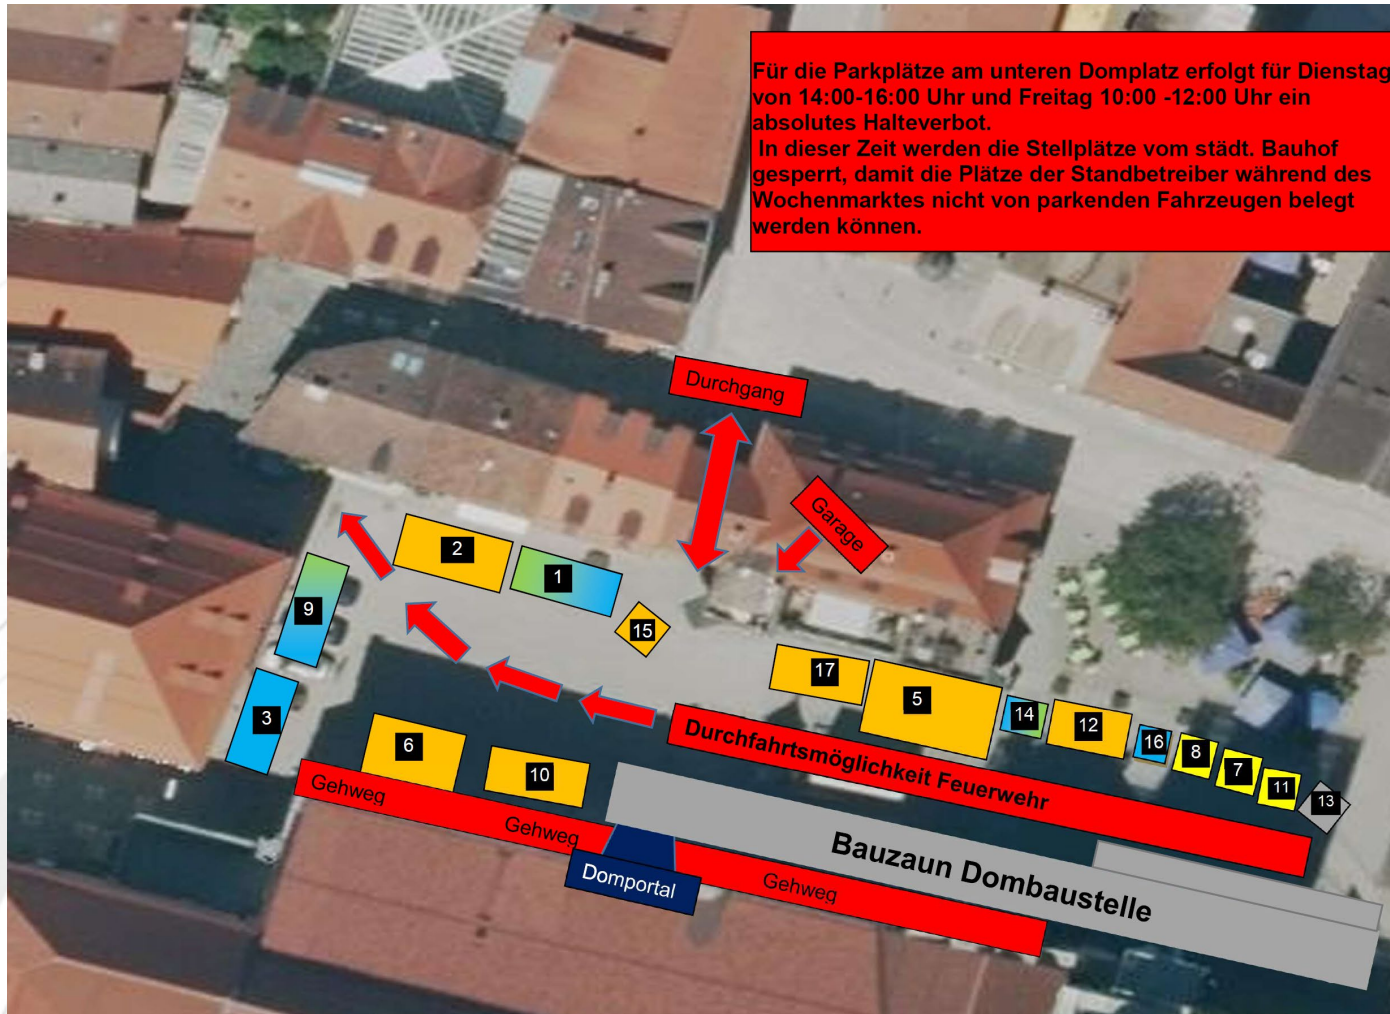 Für die Parkplätze am unteren Domplatz erfolgt für Dienstag
von 14:00-16:00 Uhr und Freitag 10:00 -12:00 Uhr ein
absolutes Halteverbot.
In dieser Zeit werden die Stellplätze vom städt. Bauhof
gesperrt, damit die Plätze der Standbetreiber während des
Wochenmarktes nicht von parkenden Fahrzeugen belegt
werden können.
Durchgang
Garage
2
1
9
15
3
17
5
14
12
16
8
7
11
13
6
10
Durchfahrtsmöglichkeit Feuerwehr
Gehweg
Gehweg
Domportal
Gehweg
Bauzaun Dombaustelle